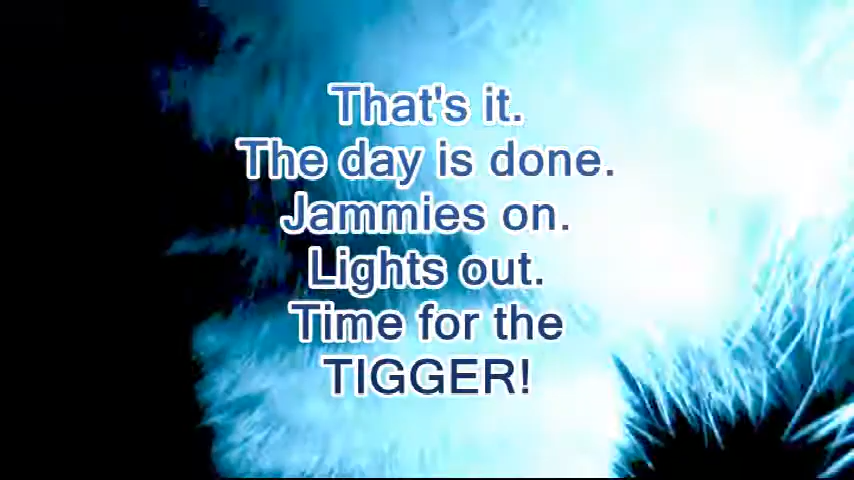 That's it.
The day is done.
Jammies on.
Lights out.
Time for the
TIGGER!